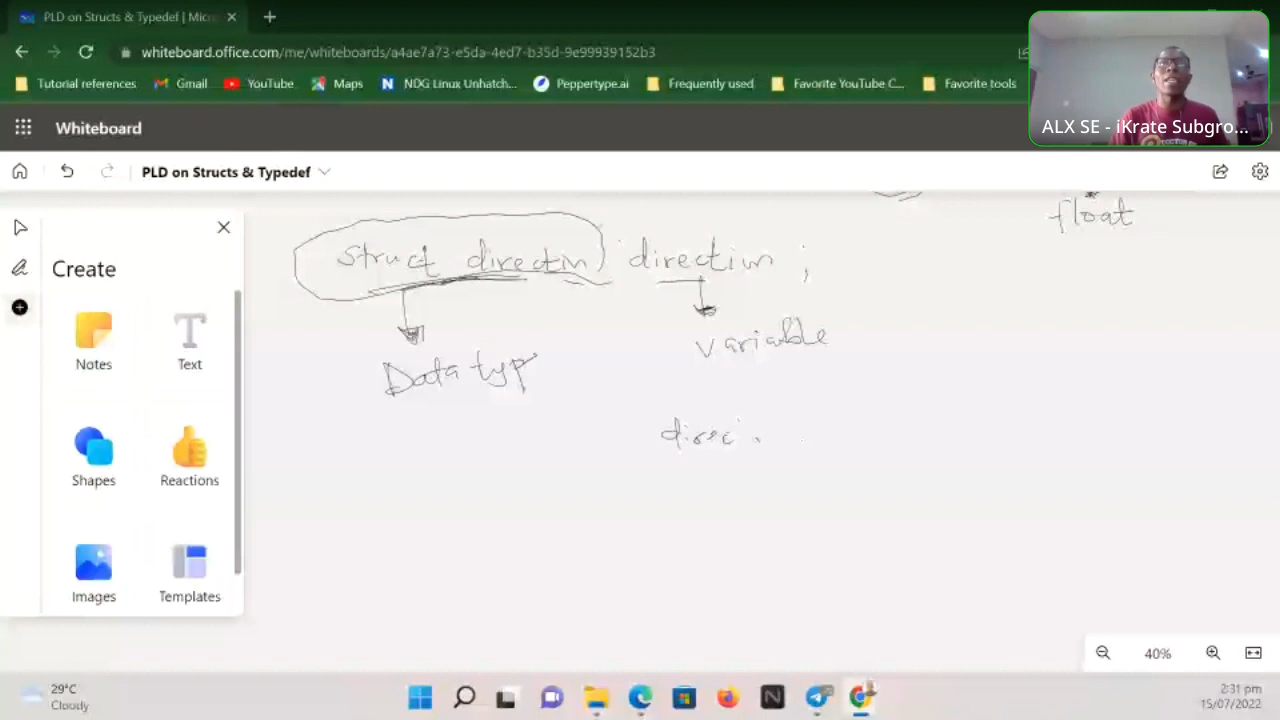 PLD on Structs & Typedef | Micr
whiteboard.office.com/me/whiteboards/a4ae7a73-e5da-4ed7-b35d-9e99939152b3
Tutorial references
Gmail
YouTube
Maps
NDG Linux Unhatch...
Peppertype.ai
Frequently used
Favorite YouTube C...
Favorite tools
ALX SE - iKrate Subgro...
Whiteboard
PLD on Structs & Typedef
float
struct directin direction ;
Data typ
variable
direc
Create
Notes
Text
Shapes
Reactions
Images
Templates
40%
29°C
Cloudy
2:31 pm
15/07/2022